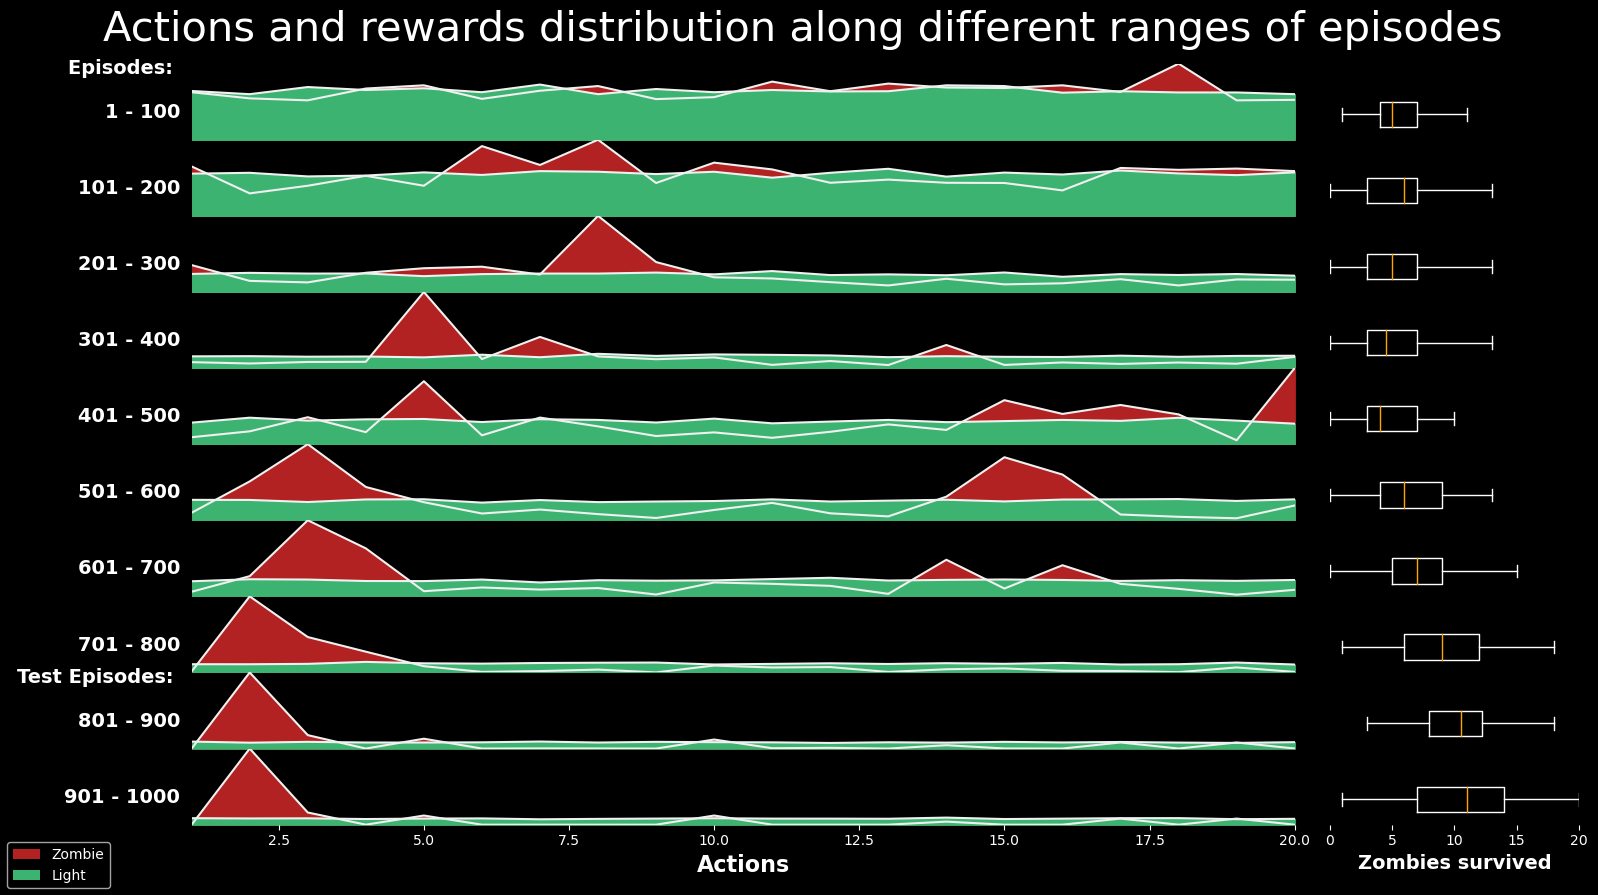 Actions and rewards distribution along different ranges of episodes
Episodes:
1 - 100
101 - 200
201 - 300
301 - 400
401 - 500
501 - 600
601 - 700
701 - 800
Test Episodes:
801 - 900
901 - 1000
2.5 5.0 7.5 10.0 12.5 15.0 17.5 20.0
0 5 10 15 20
Actions
Zombies survived
Zombie
Light